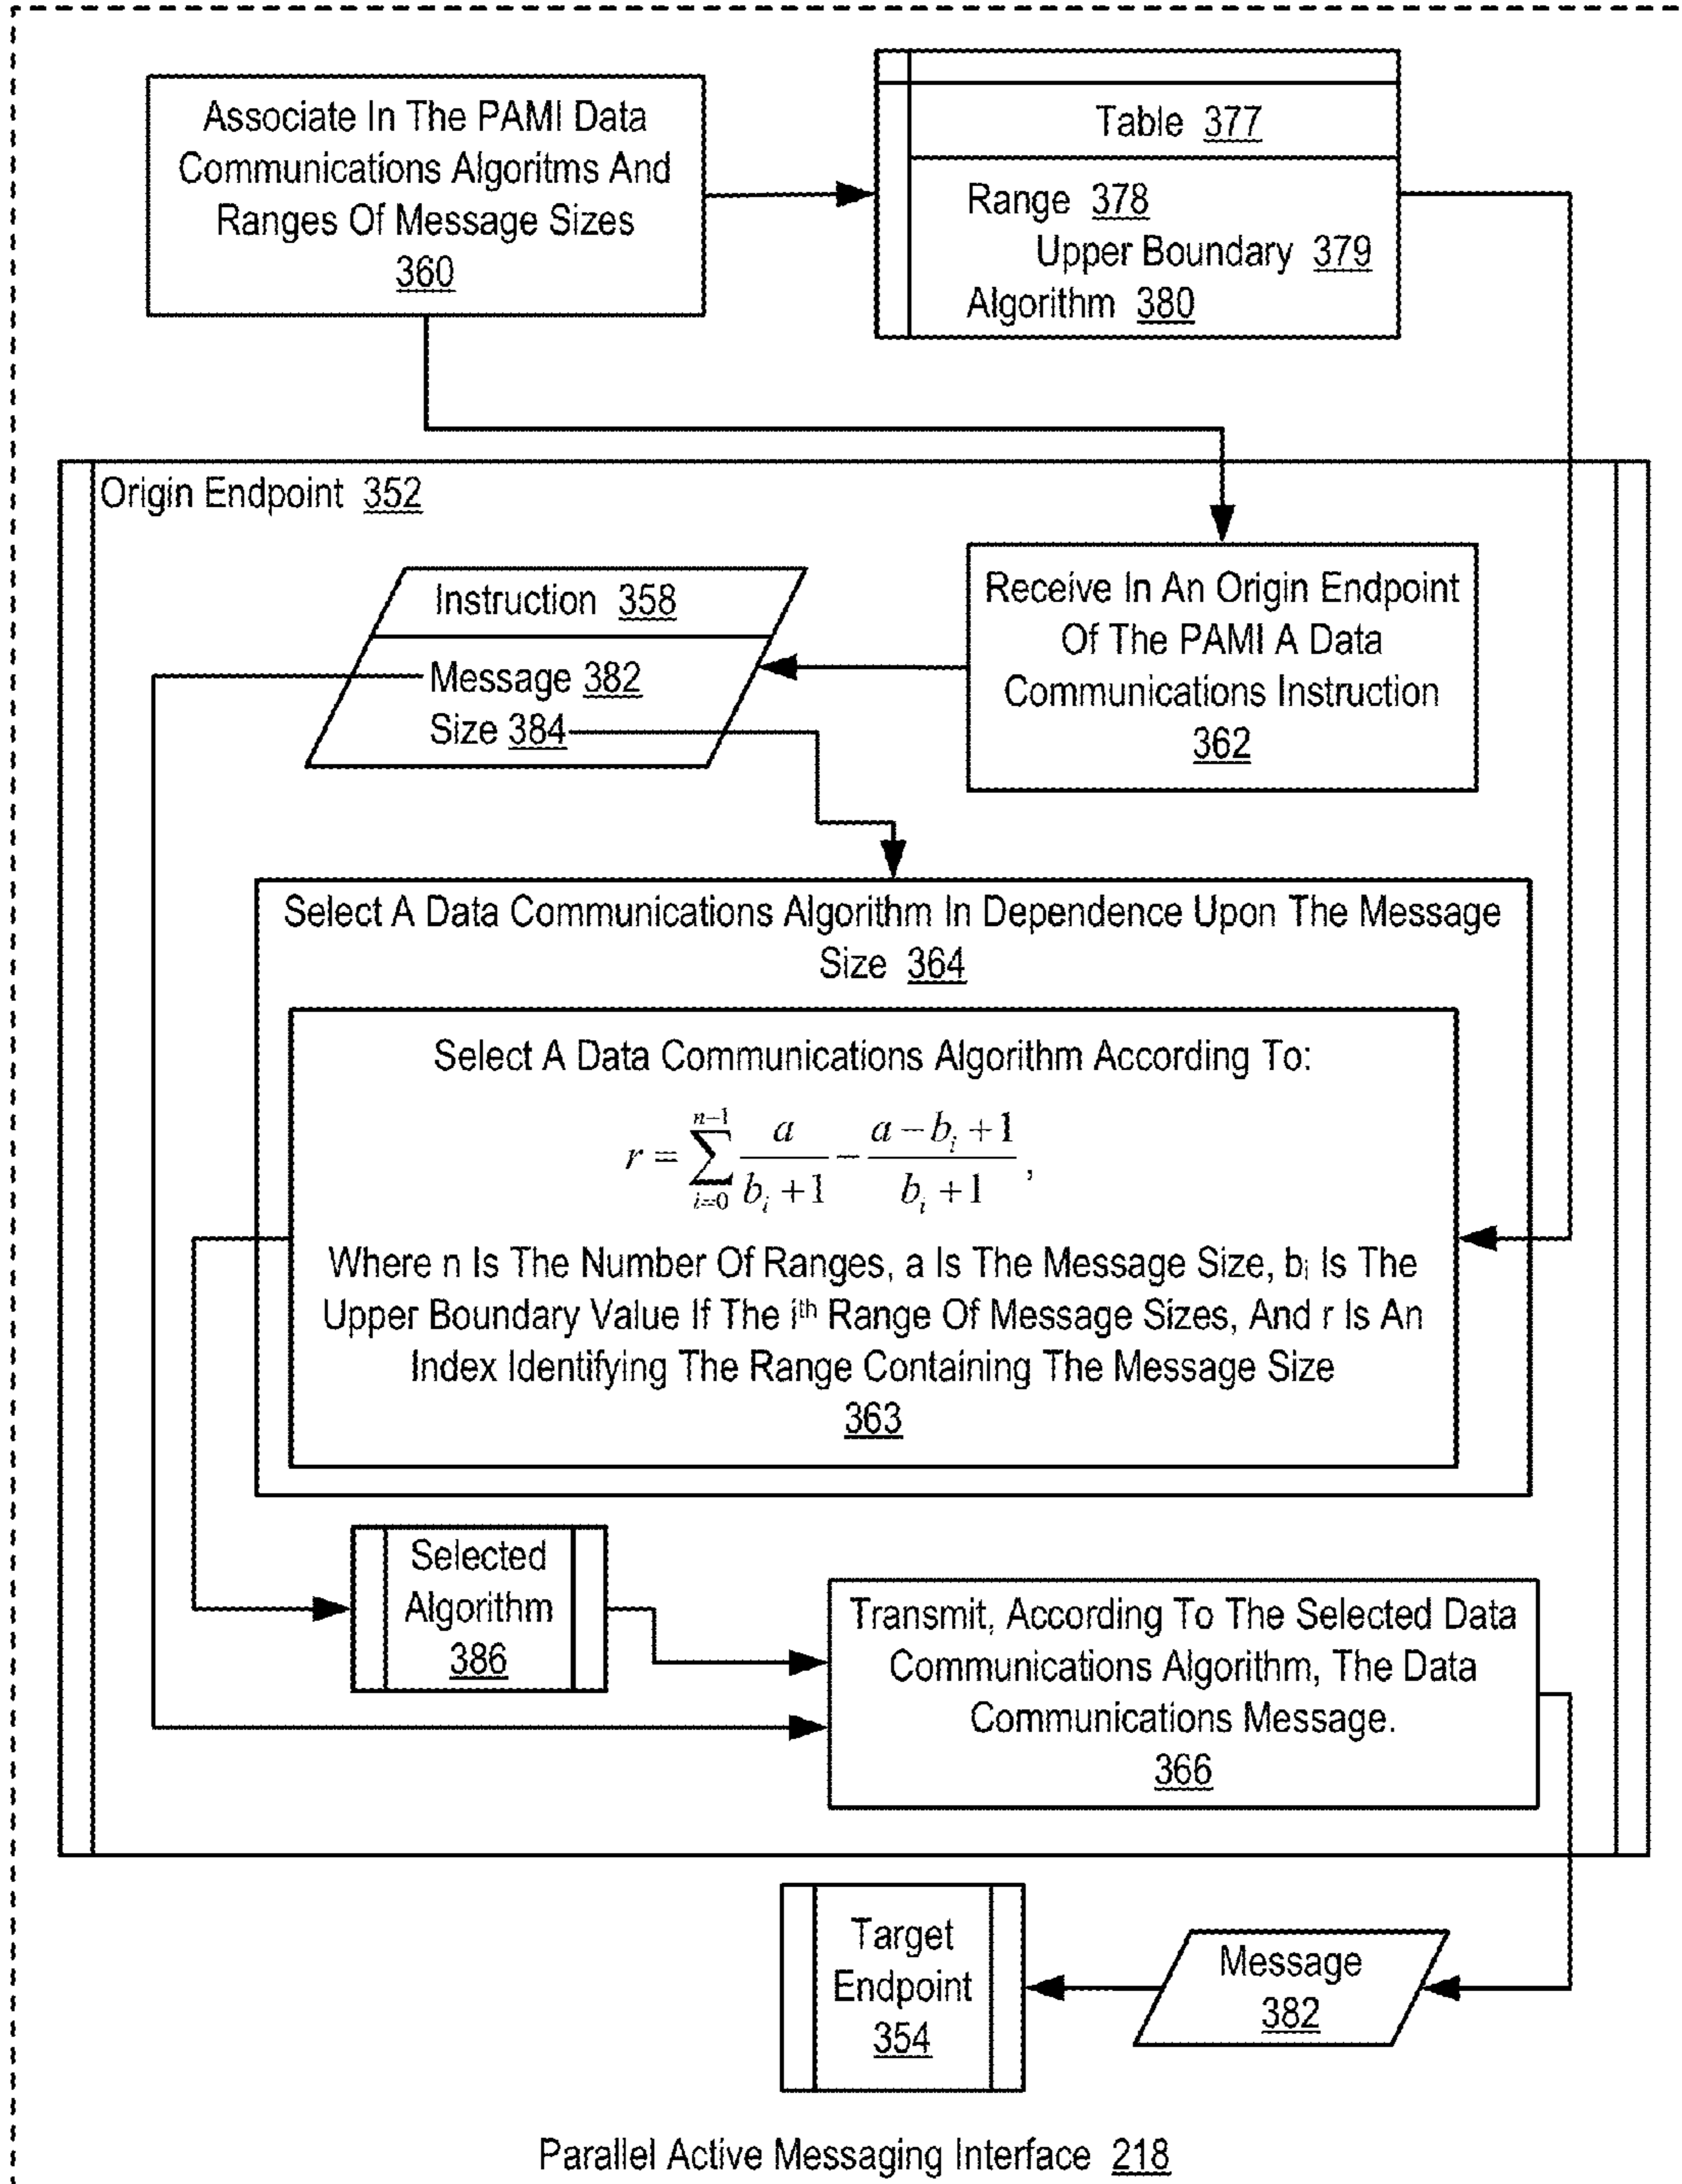 Associate In The PAMI Data
Communications Algoritms And
Ranges Of Message Sizes
360
Table 377
Range 378
Upper Boundary 379
Algorithm 380
Origin Endpoint 352
Instruction 358
Message 382
Size 384
Receive In An Origin Endpoint
Of The PAMI A Data
Communications Instruction
362
Select A Data Communications Algorithm In Dependence Upon The Message
Size 364
Select A Data Communications Algorithm According To:
r = \sum_{i=0}^{n-1} \frac{a}{b_i+1} - \frac{a-b_i+1}{b_i+1},
Where n Is The Number Of Ranges, a Is The Message Size, bᵢ Is The
Upper Boundary Value If The iᵗʰ Range Of Message Sizes, And r Is An
Index Identifying The Range Containing The Message Size
363
Selected
Algorithm
386
Transmit, According To The Selected Data
Communications Algorithm, The Data
Communications Message.
366
Target
Endpoint
354
Message
382
Parallel Active Messaging Interface 218